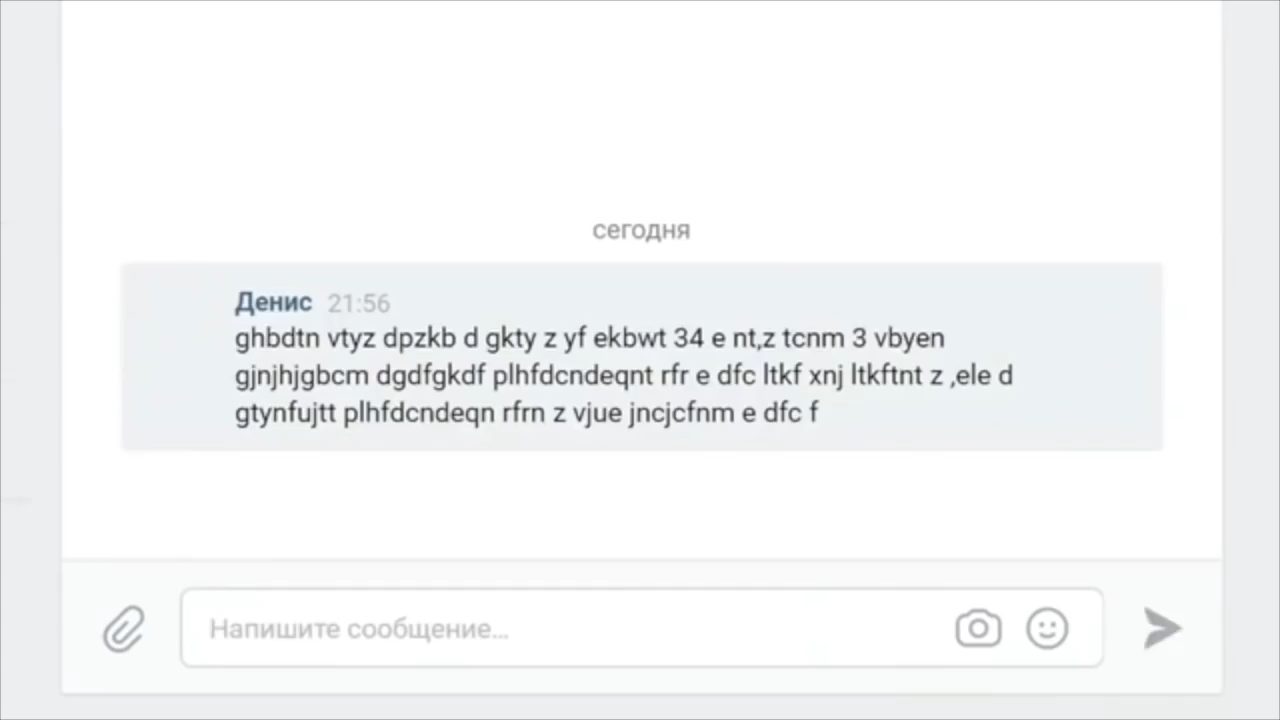 сегодня
Денис 21:56
ghbdtn vtyz dpzkb d gkty z yf ekbwt 34 e nt,z tcnm 3 vbyen
gjnjhjgbcm dgdfgkdf plhfdcndeqnt rfr e dfc ltkf xnj ltkftnt z ,ele d
gtynfujtt plhfdcndeqn rfrn z vjue jncjcfnm e dfc f
Напишите сообщение...